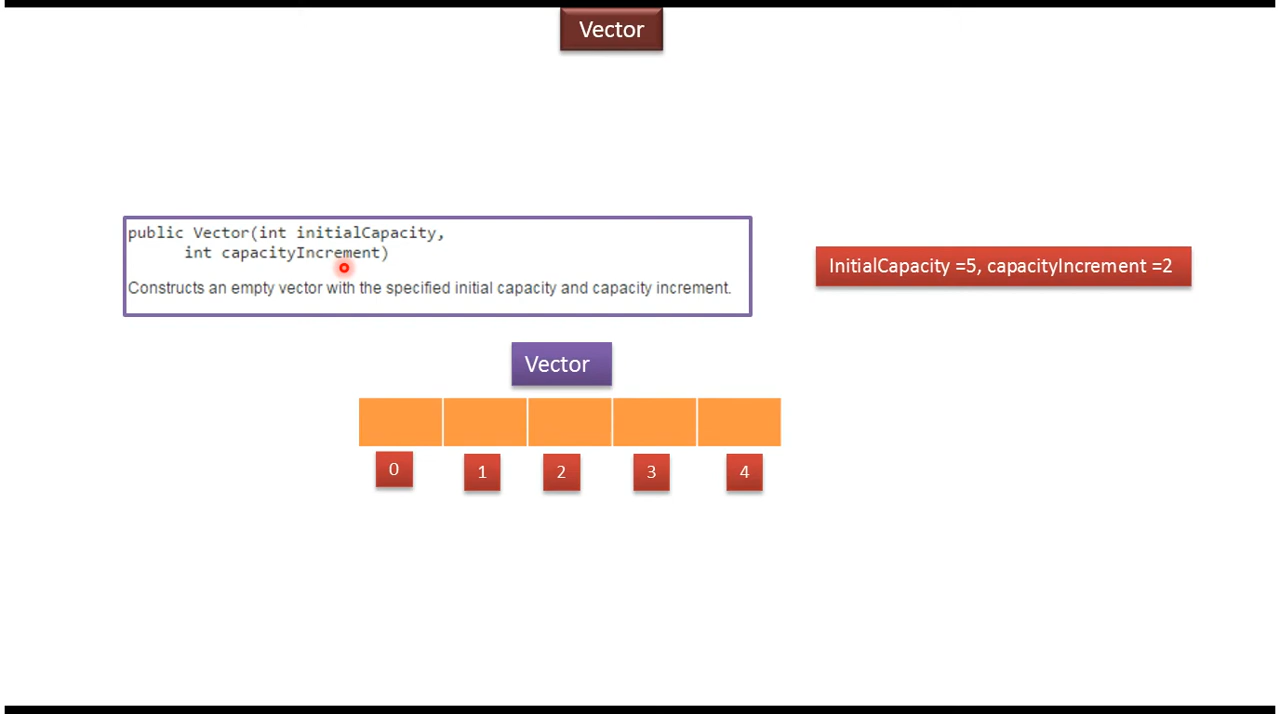 Vector
public Vector(int initialCapacity,
int capacityIncrement)
Constructs an empty vector with the specified initial capacity and capacity increment.
InitialCapacity =5, capacityIncrement =2
Vector
0 1 2 3 4